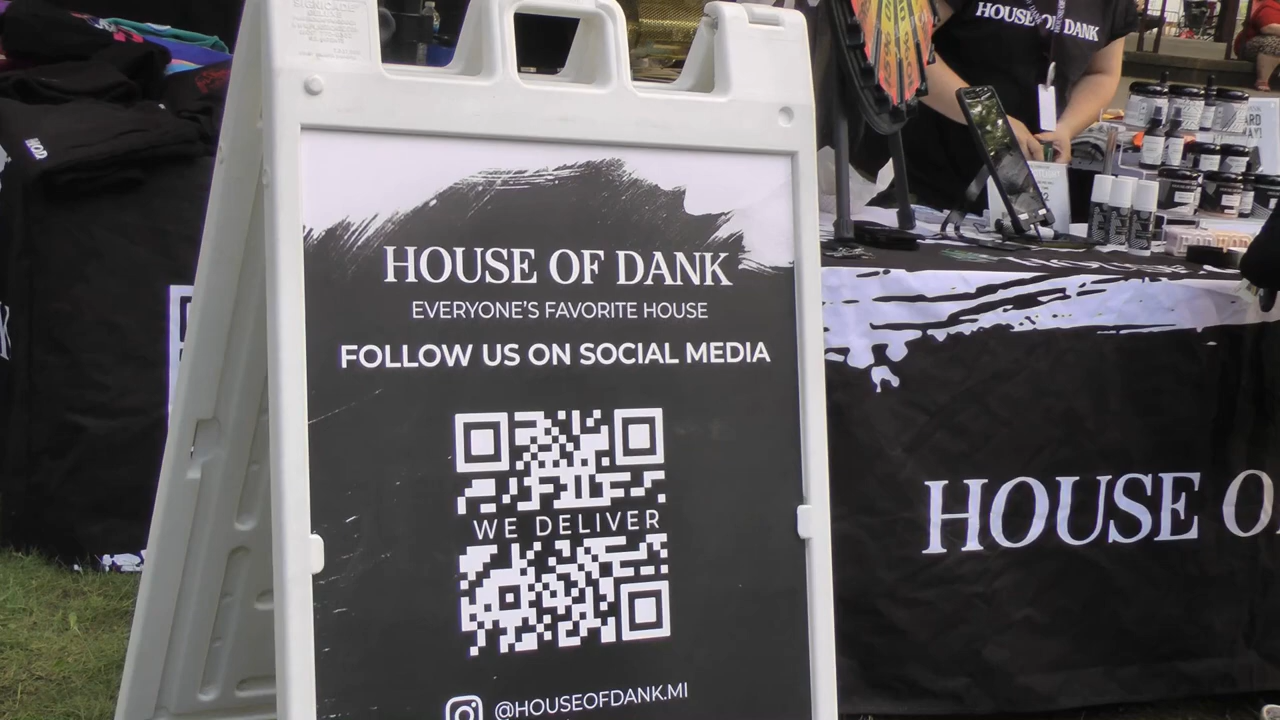 HOUSE OF DANK
EVERYONE'S FAVORITE HOUSE
FOLLOW US ON SOCIAL MEDIA
WE DELIVER
@HOUSEOFDANK.MI
HOUSE OF DANK
HOUSE O
HOD